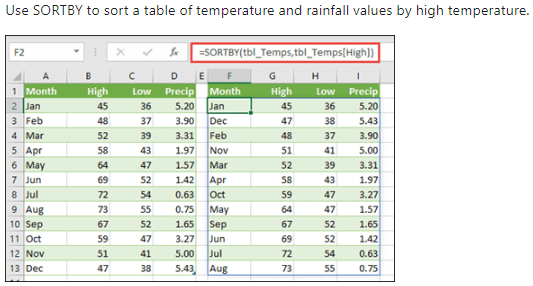 Use SORTBY to sort a table of temperature and rainfall values by high temperature.
F2 fx =SORTBY(tbl_Temps,tbl_Temps[High])
A B C D E F G H I
1 Month High Low Precip Month High Low Precip
2 Jan 45 36 5.20 Jan 45 36 5.20
3 Feb 48 37 3.90 Dec 47 38 5.43
4 Mar 52 39 3.31 Feb 48 37 3.90
5 Apr 58 43 1.97 Nov 51 41 5.00
6 May 64 47 1.57 Mar 52 39 3.31
7 Jun 69 52 1.42 Apr 58 43 1.97
8 Jul 72 54 0.63 Oct 59 47 3.27
9 Aug 73 55 0.75 May 64 47 1.57
10 Sep 67 52 1.65 Sep 67 52 1.65
11 Oct 59 47 3.27 Jun 69 52 1.42
12 Nov 51 41 5.00 Jul 72 54 0.63
13 Dec 47 38 5.43 Aug 73 55 0.75